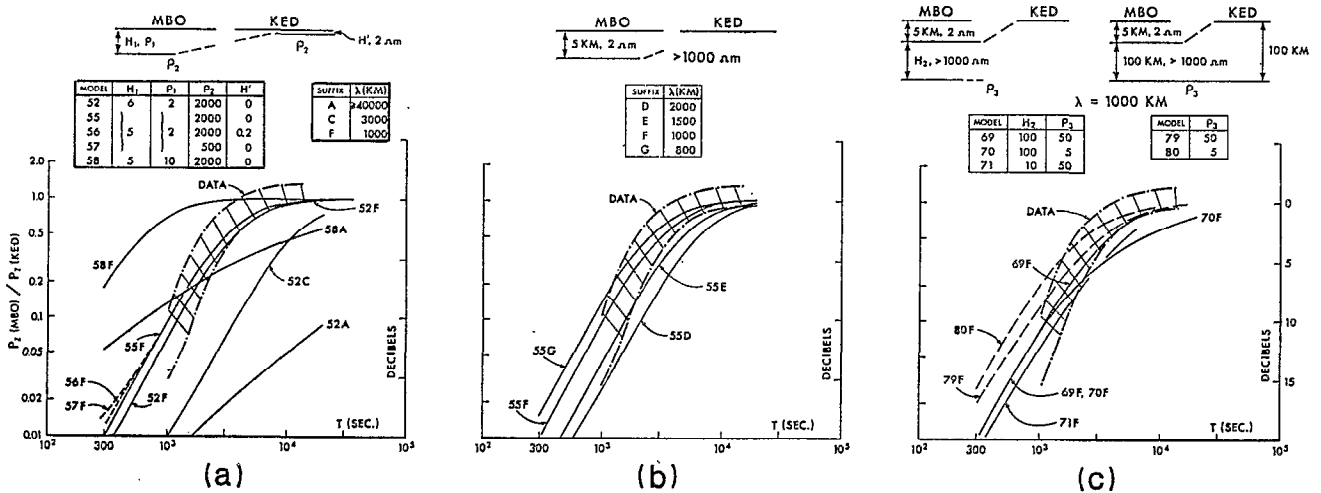 MBO KED
H₁, ρ₁
ρ₂
ρ₂
H', 2 Ωm
MODEL H₁ ρ₁ ρ₂ H'
52 6 2 2000 0
55 2000 0
56 5 2 2000 0.2
57 500 0
58 5 10 2000 0
SUFFIX λ(KM)
A ≥40000
C 3000
F 1000
P₂ (MBO) / P₂ (KED)
2.0
1.0
0.5
0.2
0.1
0.05
0.02
0.01
DATA
52F
58A
58F
52C
52A
55F
56F
57F
52F
DECIBELS
T (SEC.)
10² 300 10³ 10⁴ 10⁵
(a)
MBO KED
5 KM, 2 Ωm
>1000 Ωm
SUFFIX λ(KM)
D 2000
E 1500
F 1000
G 800
DATA
55E
55D
55G
55F
DECIBELS
T (SEC.)
10² 300 10³ 10⁴ 10⁵
(b)
MBO KED
5 KM, 2 Ωm
H₂, >1000 Ωm
ρ₃
MBO KED
5 KM, 2 Ωm
100 KM, > 1000 Ωm
100 KM
ρ₃
λ = 1000 KM
MODEL H₂ ρ₃
69 100 50
70 100 5
71 10 50
MODEL ρ₃
79 50
80 5
DATA
70F
69F
80F
79F
69F, 70F
71F
0
5
10
15
DECIBELS
T (SEC.)
10² 300 10³ 10⁴ 10⁵
(c)